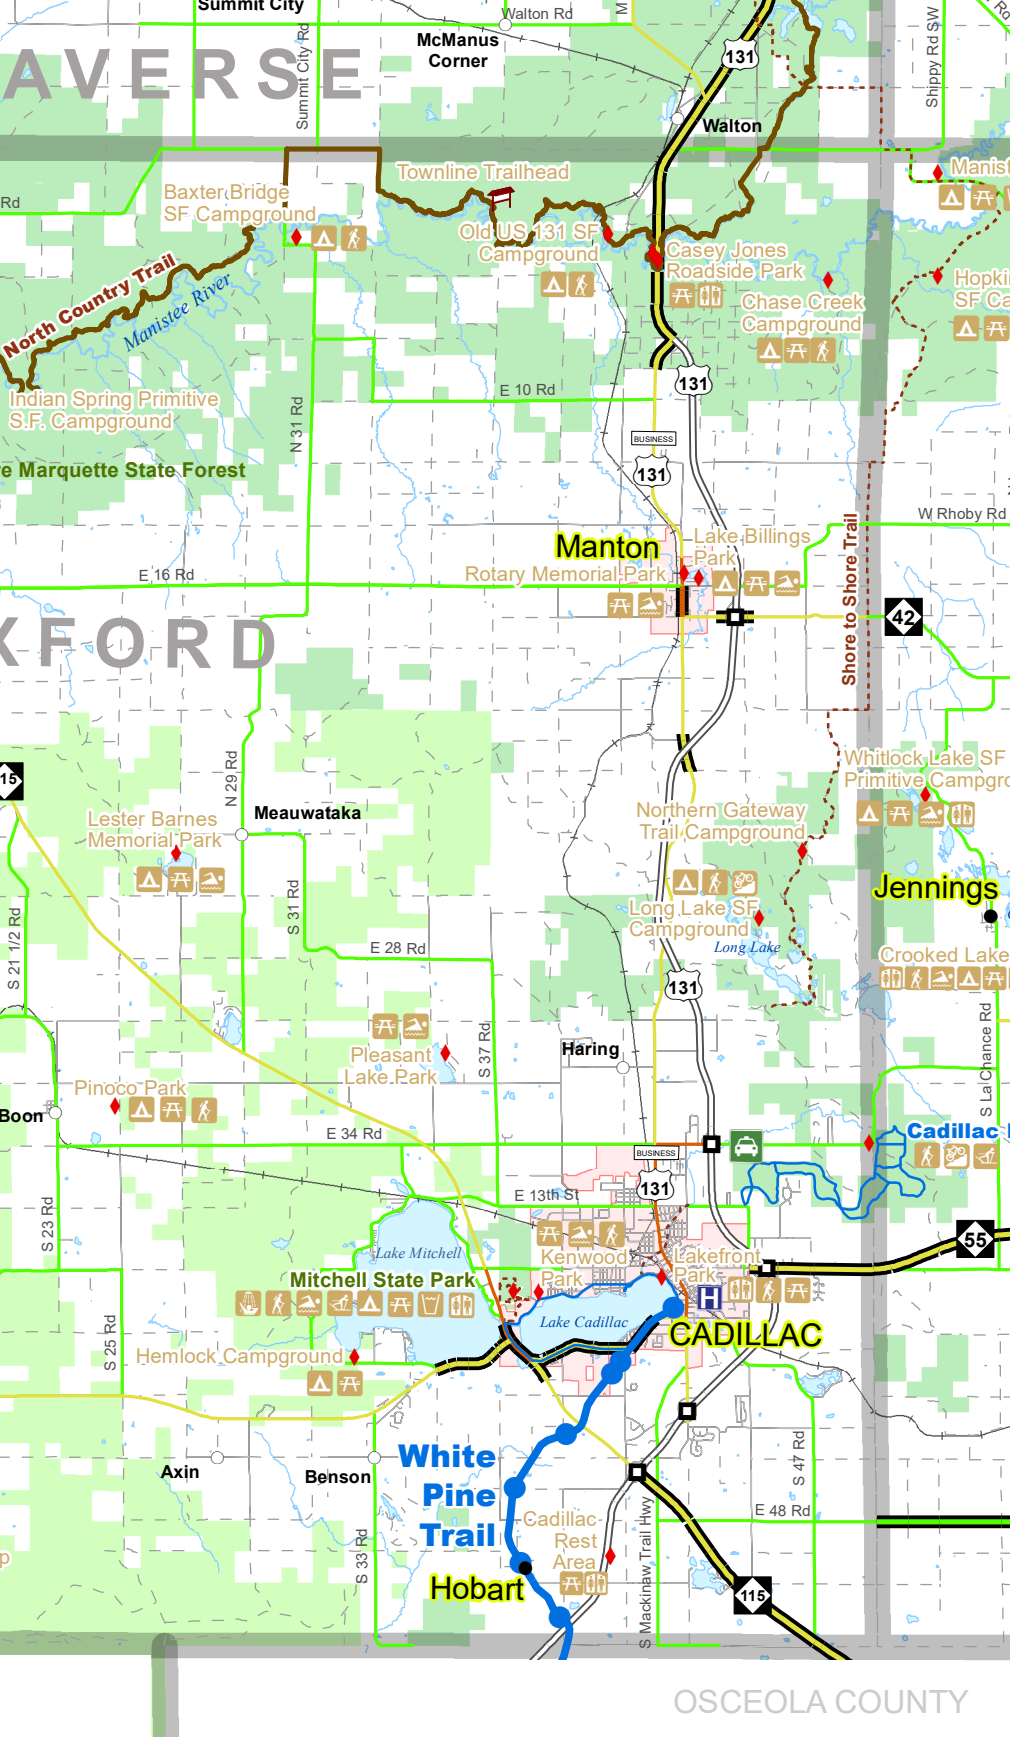 Summit City
Walton Rd
M
McManus
Corner
131
AVERSE
Summit City Rd
Shippy Rd SW
Walton
Townline Trailhead
Manist
Baxter Bridge
SF Campground
Rd
Old US 131 SF
Campground
Casey Jones
Roadside Park
North Country Trail
Manistee River
Chase Creek
Campground
Hopki
SF Ca
131
Indian Spring Primitive
S.F. Campground
E 10 Rd
N 31 Rd
BUSINESS
131
re Marquette State Forest
W Rhoby Rd
Manton
Lake Billings
Park
Rotary Memorial Park
E 16 Rd
Shore to Shore Trail
42
XFORD
15
N 29 Rd
Whitlock Lake SF
Primitive Campgro
Meauwataka
Northern Gateway
Trail Campground
Lester Barnes
Memorial Park
Jennings
S 31 Rd
Long Lake SF
Campground
Long Lake
S 21 1/2 Rd
E 28 Rd
Crooked Lake
131
S 37 Rd
Haring
Pleasant
Lake Park
S La Chance Rd
Pinoco Park
Boon
E 34 Rd
Cadillac
BUSINESS
131
E 13th St
S 23 Rd
55
Lake Mitchell
Kenwood
Park
Lakefront
Park
Mitchell State Park
H
Lake Cadillac
CADILLAC
S 25 Rd
Hemlock Campground
White
Pine
Trail
Axin
Benson
S 47 Rd
Cadillac
Rest
Area
E 48 Rd
S 33 Rd
S Mackinaw Trail Hwy
Hobart
115
p
OSCEOLA COUNTY